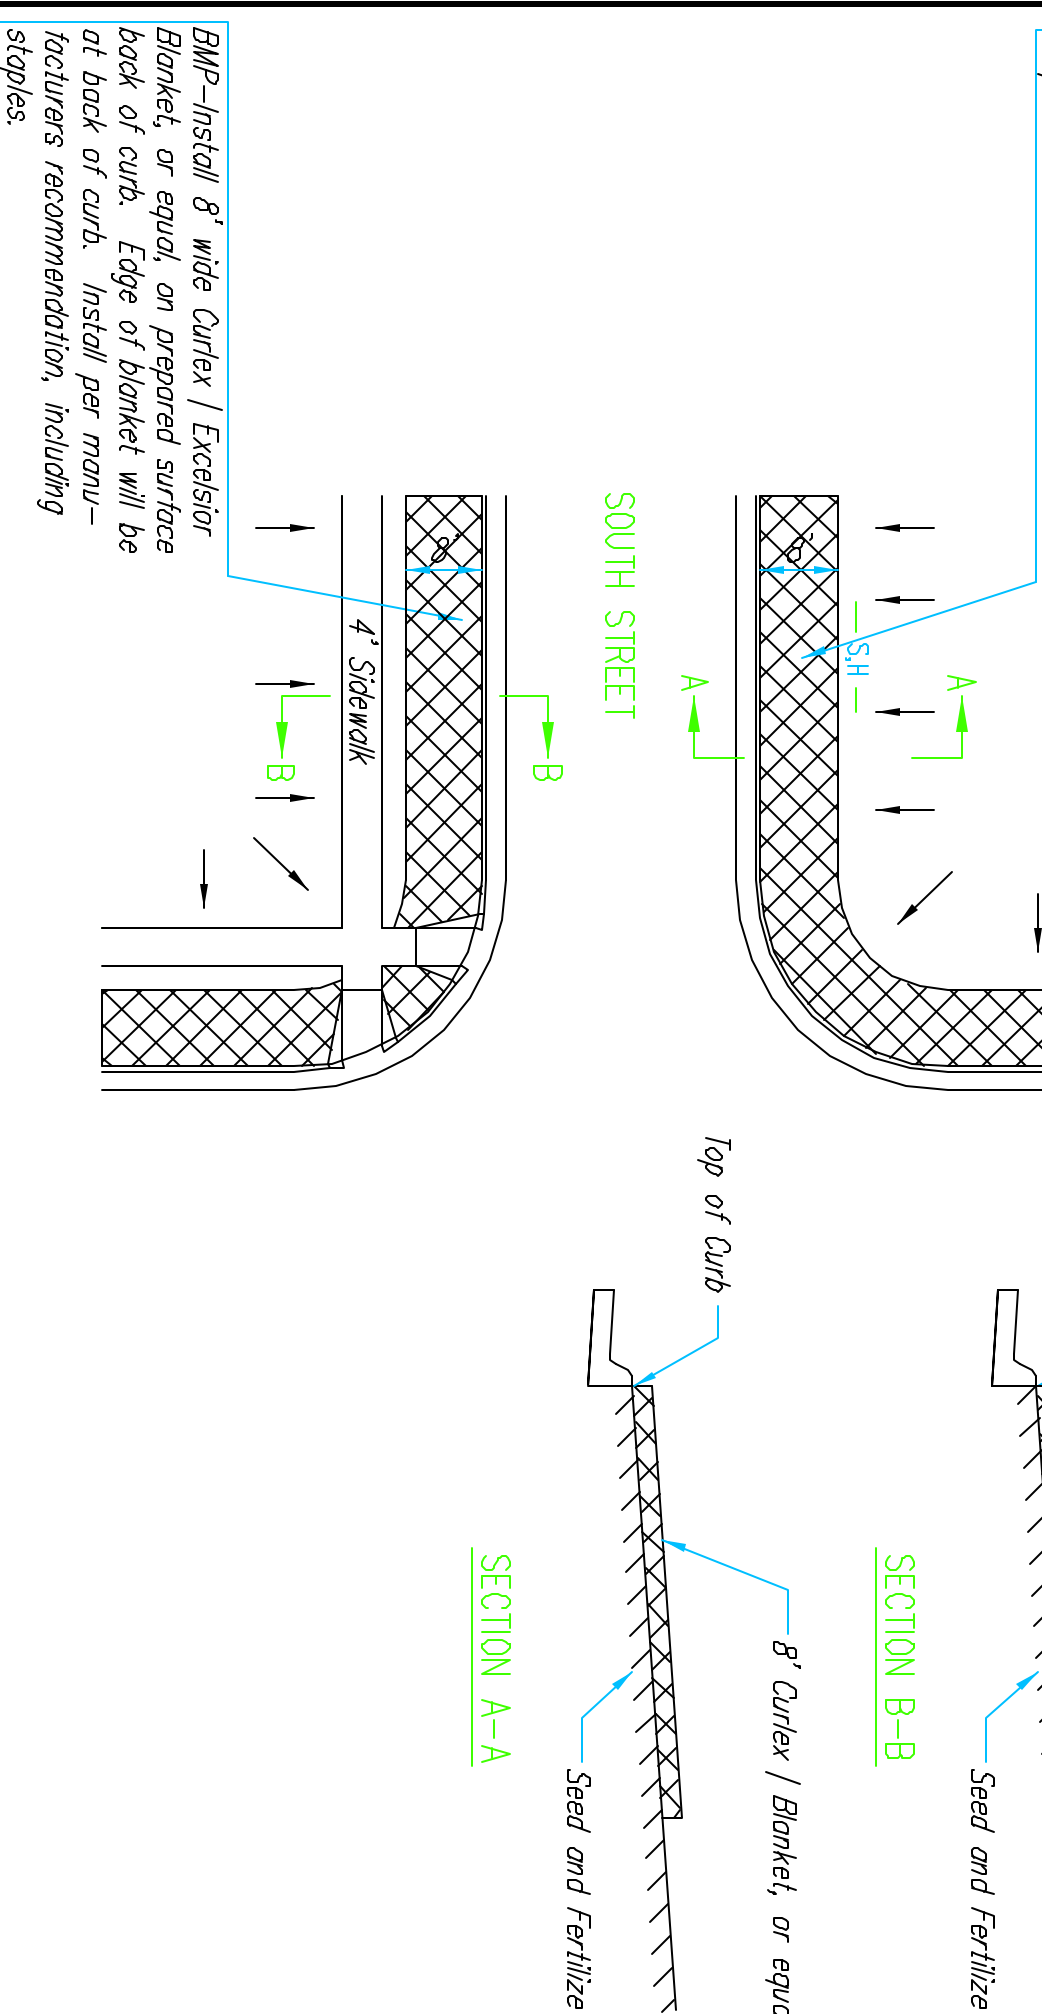 BMP-Install 8' wide Curlex / Excelsior
Blanket, or equal, on prepared surface
back of curb. Edge of blanket will be
at back of curb. Install per manu-
facturers recommendation, including
staples.
8'
8'
SOUTH STREET
S,H
A
A
B
B
4' Sidewalk
Top of Curb
8' Curlex / Blanket, or equa
SECTION A-A
Seed and Fertilize
SECTION B-B
Seed and Fertilize